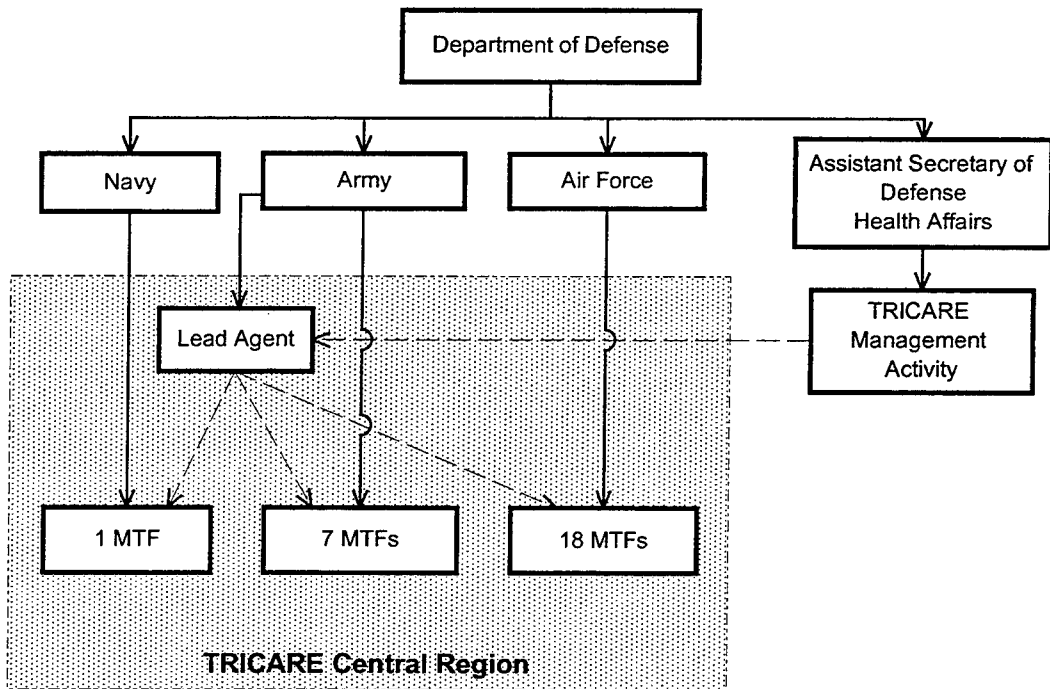 Department of Defense
Navy
Army
Air Force
Assistant Secretary of
Defense
Health Affairs
Lead Agent
TRICARE
Management
Activity
1 MTF
7 MTFs
18 MTFs
TRICARE Central Region